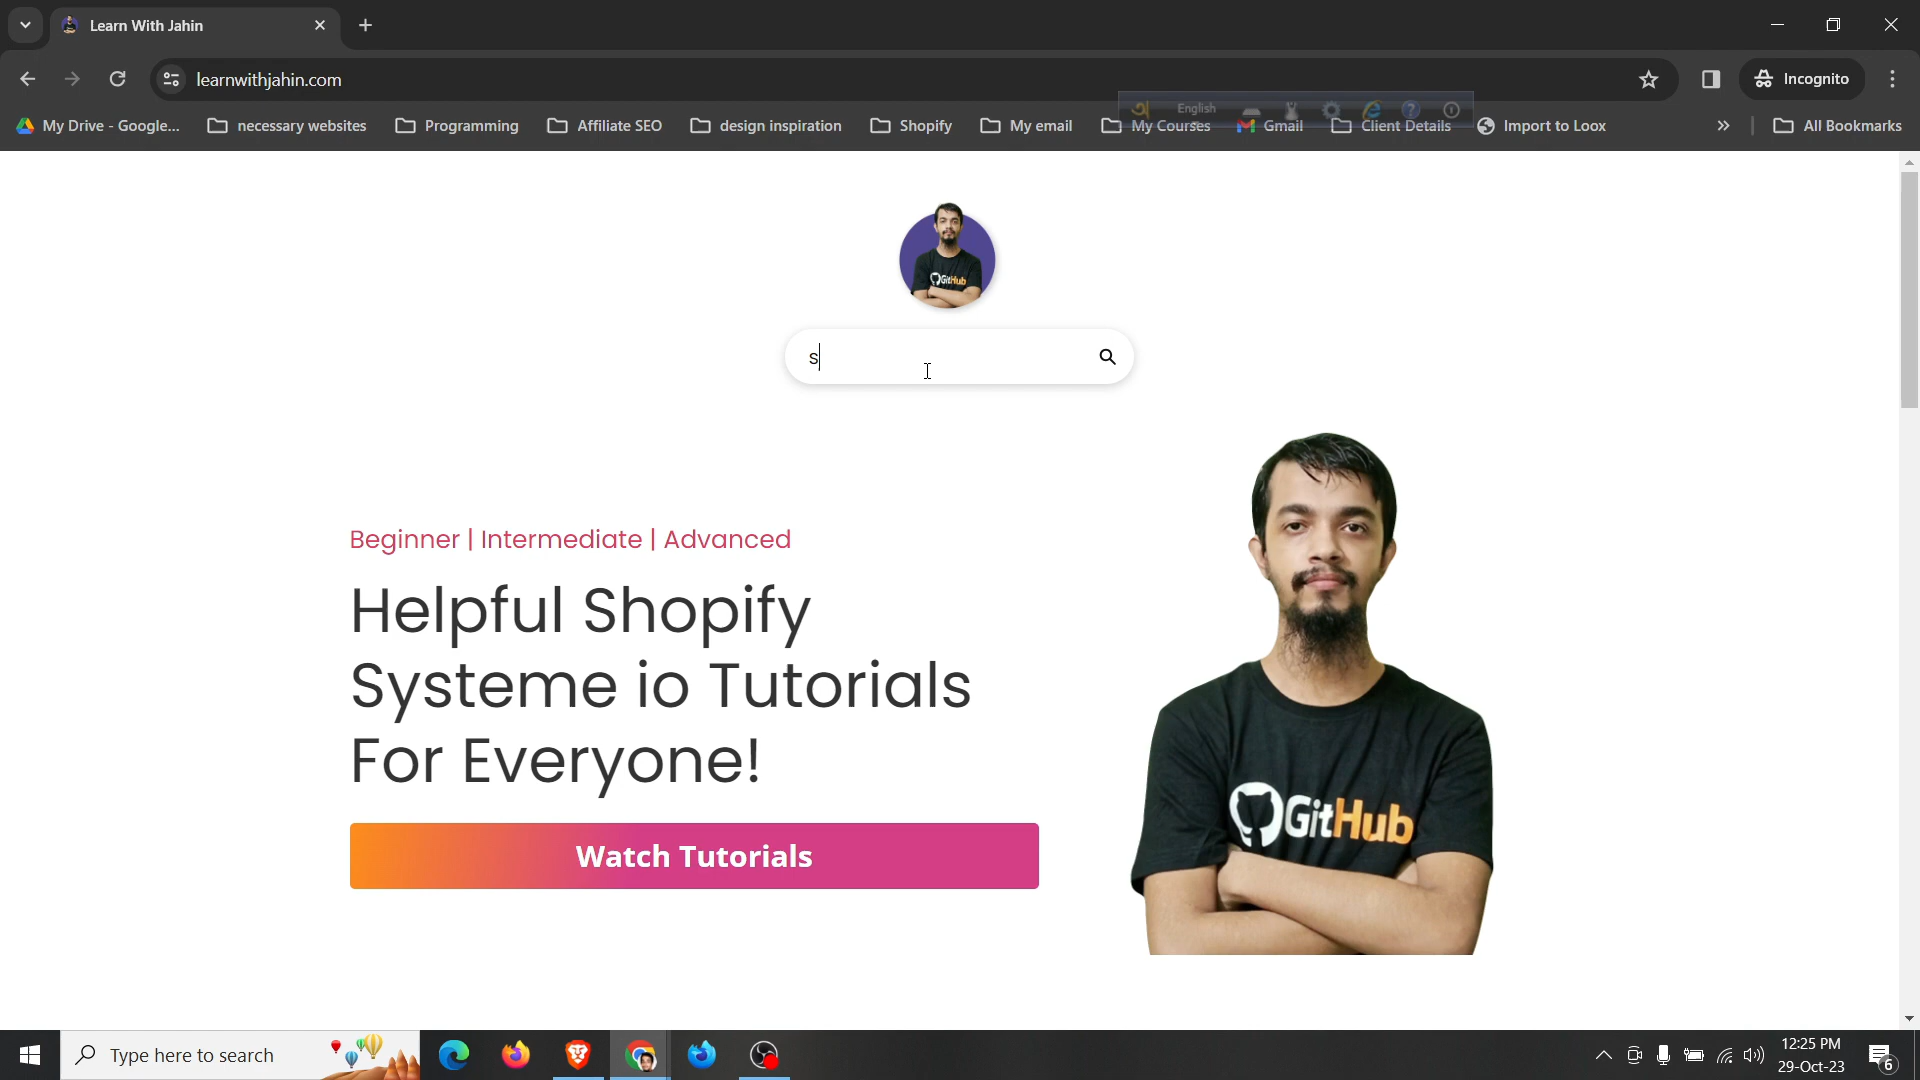 Learn With Jahin
learnwithjahin.com
Incognito
English
My Drive - Google...
necessary websites
Programming
Affiliate SEO
design inspiration
Shopify
My email
My Courses
Gmail
Client Details
Import to Loox
All Bookmarks
GitHub
s
Beginner | Intermediate | Advanced
Helpful Shopify
Systeme io Tutorials
For Everyone!
GitHub
Watch Tutorials
Type here to search
12:25 PM
29-Oct-23
6